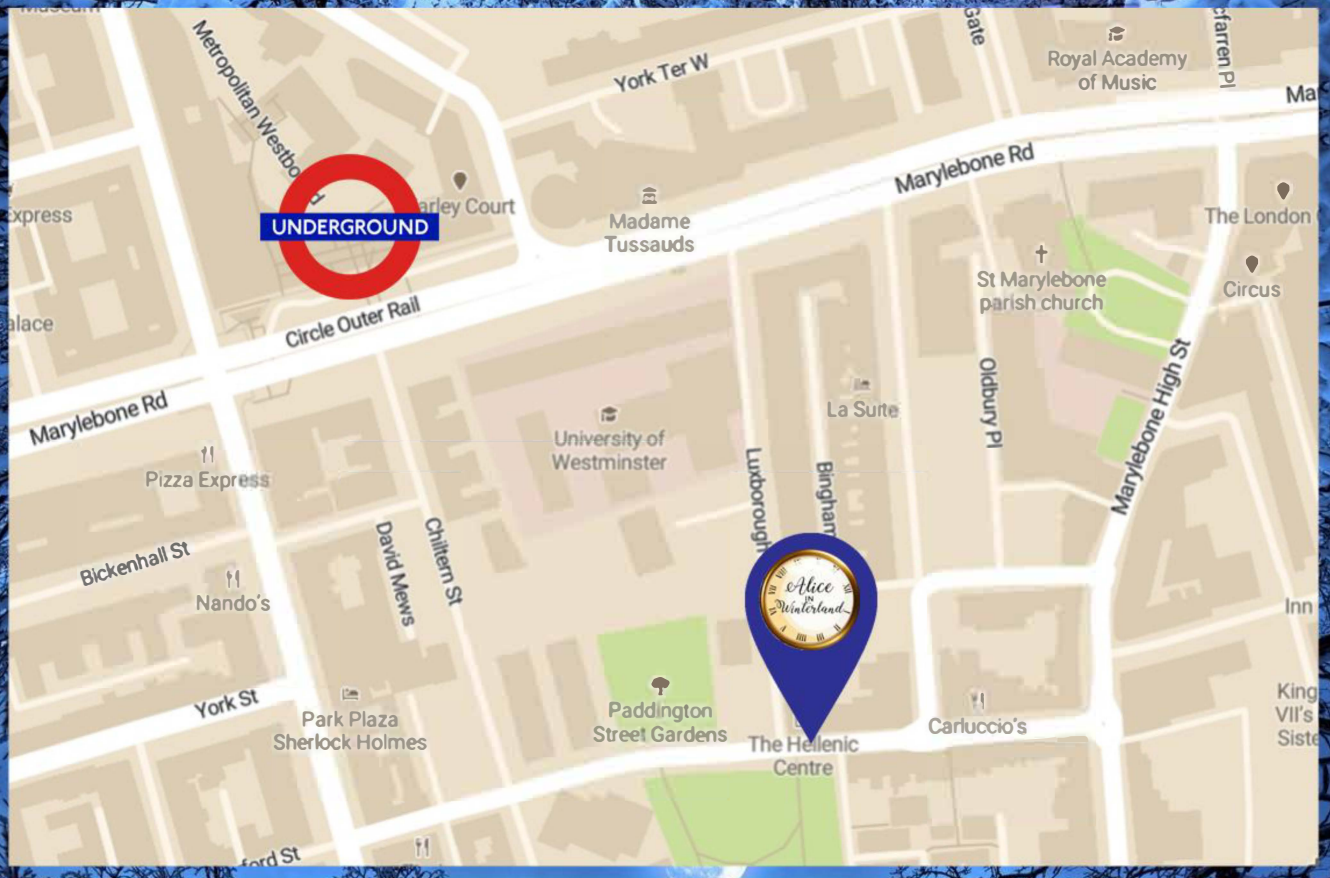 Museum
Metropolitan Westbo
York Ter W
Gate
Royal Academy
of Music
cfarren Pl
Ma
UNDERGROUND
arley Court
Madame
Tussauds
Marylebone Rd
xpress
The London
St Marylebone
parish church
Circus
alace
Circle Outer Rail
Marylebone Rd
Oldbury Pl
Marylebone High St
La Suite
University of
Westminster
Pizza Express
Luxborough
Bingham
Bickenhall St
David Mews
Chiltern St
Nando's
Alice
IN
Winterland
Inn
York St
Park Plaza
Sherlock Holmes
Paddington
Street Gardens
The Hellenic
Centre
Carluccio's
King
VII's
Siste
ford St